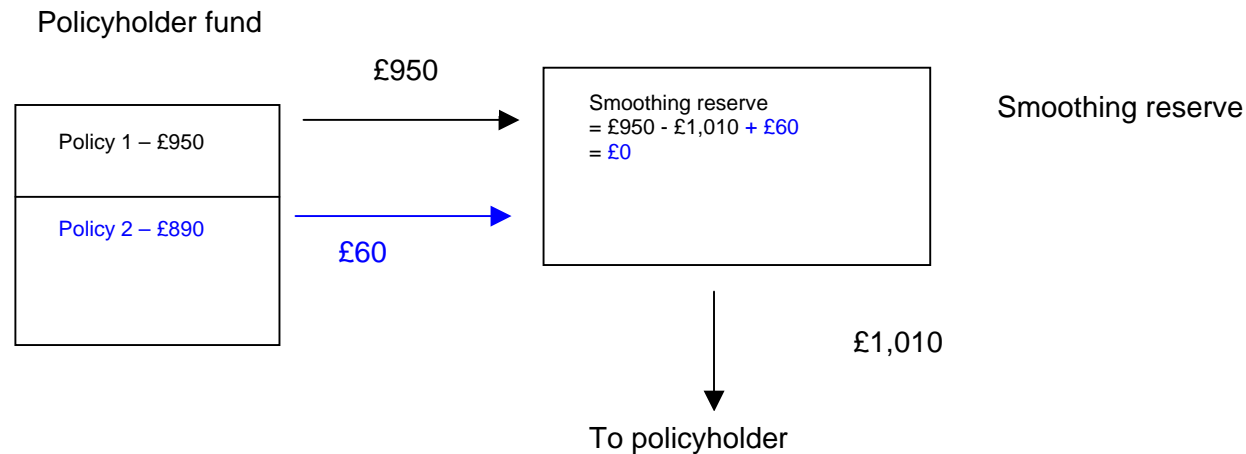 Policyholder fund
£950
Policy 1 – £950
Smoothing reserve
= £950 - £1,010 + £60
= £0
Smoothing reserve
Policy 2 – £890
£60
£1,010
To policyholder